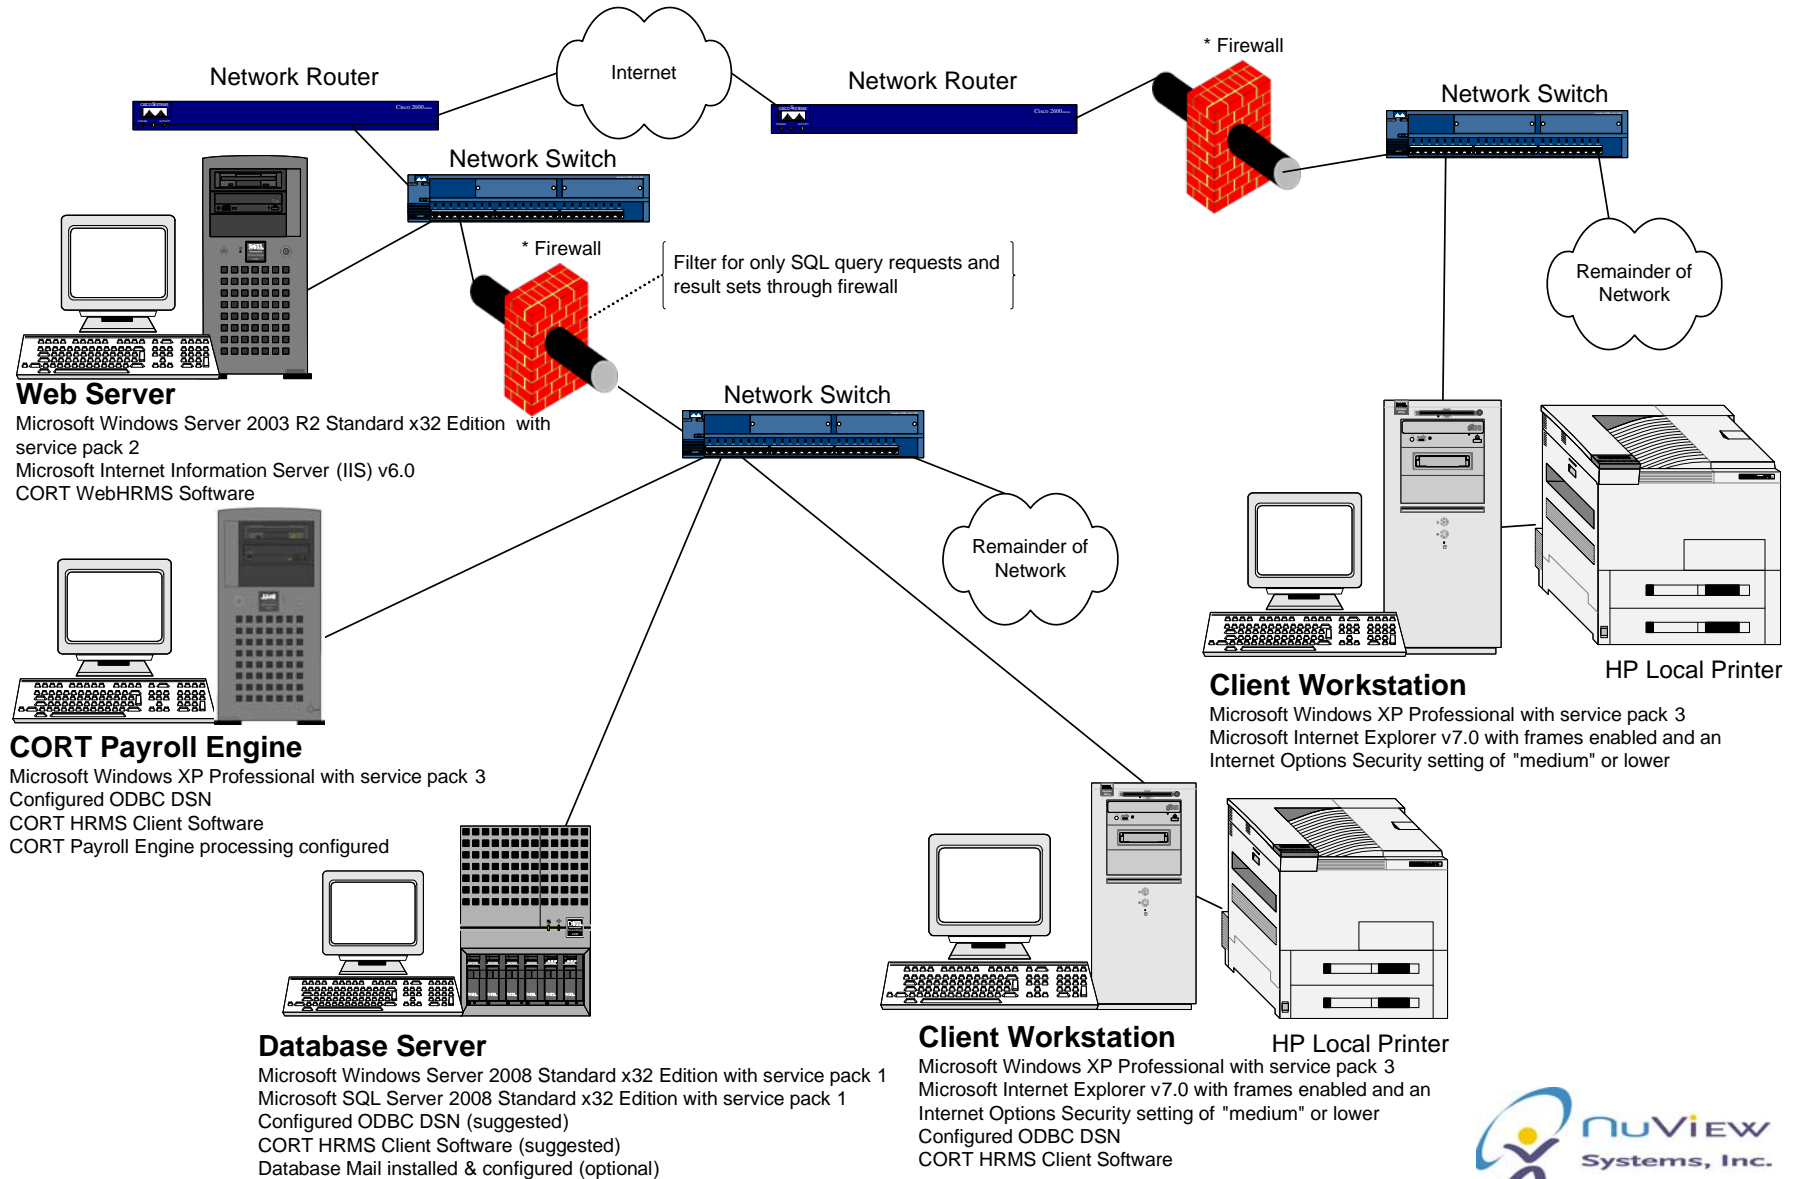 Internet
* Firewall
Network Router
Network Router
Network Switch
Cisco 2600
Cisco 2600
Network Switch
* Firewall
Filter for only SQL query requests and
result sets through firewall
Remainder of
Network
Web Server
Microsoft Windows Server 2003 R2 Standard x32 Edition with
service pack 2
Microsoft Internet Information Server (IIS) v6.0
CORT WebHRMS Software
Network Switch
Remainder of
Network
HP Local Printer
Client Workstation
Microsoft Windows XP Professional with service pack 3
Microsoft Internet Explorer v7.0 with frames enabled and an
Internet Options Security setting of "medium" or lower
CORT Payroll Engine
Microsoft Windows XP Professional with service pack 3
Configured ODBC DSN
CORT HRMS Client Software
CORT Payroll Engine processing configured
Database Server
Microsoft Windows Server 2008 Standard x32 Edition with service pack 1
Microsoft SQL Server 2008 Standard x32 Edition with service pack 1
Configured ODBC DSN (suggested)
CORT HRMS Client Software (suggested)
Database Mail installed & configured (optional)
Client Workstation
HP Local Printer
Microsoft Windows XP Professional with service pack 3
Microsoft Internet Explorer v7.0 with frames enabled and an
Internet Options Security setting of "medium" or lower
Configured ODBC DSN
CORT HRMS Client Software
nuView
Systems, Inc.